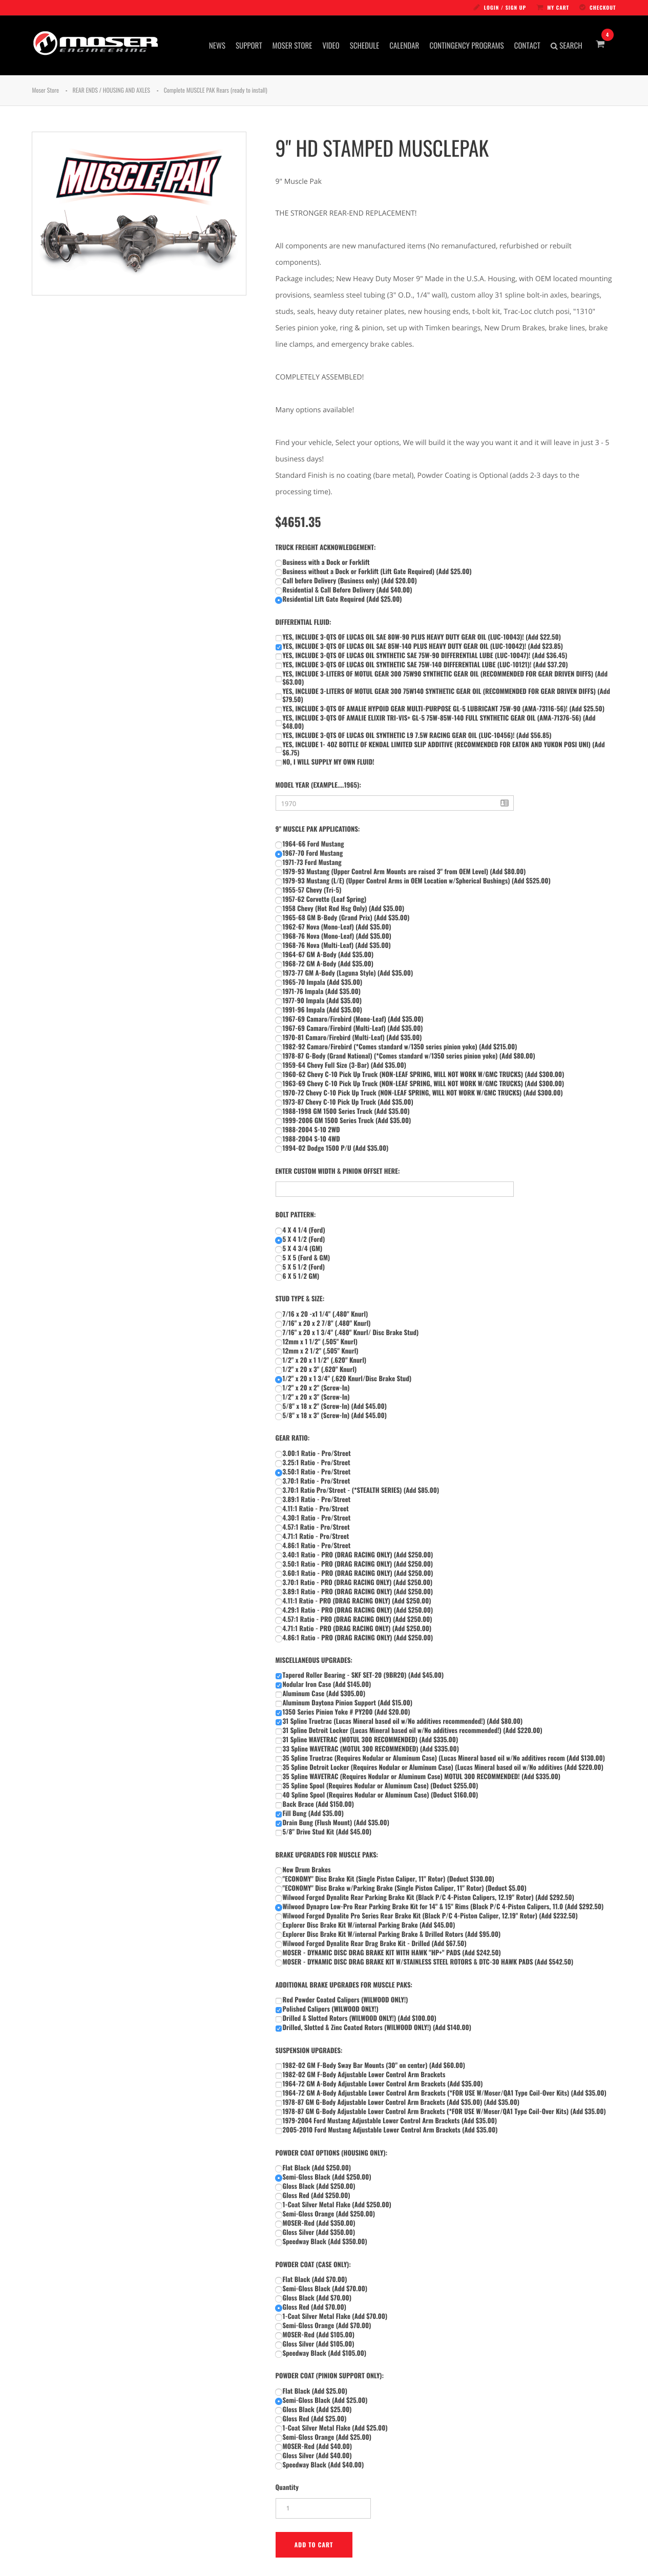 LOGIN / SIGN UP MY CART CHECKOUT
MOSER
ENGINEERING
NEWS SUPPORT MOSER STORE VIDEO SCHEDULE CALENDAR CONTINGENCY PROGRAMS CONTACT SEARCH 4
Moser Store - REAR ENDS / HOUSING AND AXLES - Complete MUSCLE PAK Rears (ready to install)
MUSCLE PAK
9" HD STAMPED MUSCLEPAK
9" Muscle Pak
THE STRONGER REAR-END REPLACEMENT!
All components are new manufactured items (No remanufactured, refurbished or rebuilt
components).
Package includes; New Heavy Duty Moser 9" Made in the U.S.A. Housing, with OEM located mounting
provisions, seamless steel tubing (3" O.D., 1/4" wall), custom alloy 31 spline bolt-in axles, bearings,
studs, seals, heavy duty retainer plates, new housing ends, t-bolt kit, Trac-Loc clutch posi, "1310"
Series pinion yoke, ring & pinion, set up with Timken bearings, New Drum Brakes, brake lines, brake
line clamps, and emergency brake cables.
COMPLETELY ASSEMBLED!
Many options available!
Find your vehicle, Select your options, We will build it the way you want it and it will leave in just 3 - 5
business days!
Standard Finish is no coating (bare metal), Powder Coating is Optional (adds 2-3 days to the
processing time).
$4651.35
TRUCK FREIGHT ACKNOWLEDGEMENT:
Business with a Dock or Forklift
Business without a Dock or Forklift (Lift Gate Required) (Add $25.00)
Call before Delivery (Business only) (Add $20.00)
Residential & Call Before Delivery (Add $40.00)
Residential Lift Gate Required (Add $25.00)
DIFFERENTIAL FLUID:
YES, INCLUDE 3-QTS OF LUCAS OIL SAE 80W-90 PLUS HEAVY DUTY GEAR OIL (LUC-10043)! (Add $22.50)
YES, INCLUDE 3-QTS OF LUCAS OIL SAE 85W-140 PLUS HEAVY DUTY GEAR OIL (LUC-10042)! (Add $23.85)
YES, INCLUDE 3-QTS OF LUCAS OIL SYNTHETIC SAE 75W-90 DIFFERENTIAL LUBE (LUC-10047)! (Add $36.45)
YES, INCLUDE 3-QTS OF LUCAS OIL SYNTHETIC SAE 75W-140 DIFFERENTIAL LUBE (LUC-10121)! (Add $37.20)
YES, INCLUDE 3-LITERS OF MOTUL GEAR 300 75W90 SYNTHETIC GEAR OIL (RECOMMENDED FOR GEAR DRIVEN DIFFS) (Add
$63.00)
YES, INCLUDE 3-LITERS OF MOTUL GEAR 300 75W140 SYNTHETIC GEAR OIL (RECOMMENDED FOR GEAR DRIVEN DIFFS) (Add
$79.50)
YES, INCLUDE 3-QTS OF AMALIE HYPOID GEAR MULTI-PURPOSE GL-5 LUBRICANT 75W-90 (AMA-73116-56)! (Add $25.50)
YES, INCLUDE 3-QTS OF AMALIE ELIXIR TRI-VIS+ GL-5 75W-85W-140 FULL SYNTHETIC GEAR OIL (AMA-71376-56) (Add
$48.00)
YES, INCLUDE 3-QTS OF LUCAS OIL SYNTHETIC L9 7.5W RACING GEAR OIL (LUC-10456)! (Add $56.85)
YES, INCLUDE 1- 4OZ BOTTLE OF KENDAL LIMITED SLIP ADDITIVE (RECOMMENDED FOR EATON AND YUKON POSI UNI) (Add
$6.75)
NO, I WILL SUPPLY MY OWN FLUID!
MODEL YEAR (EXAMPLE....1965):
1970
9" MUSCLE PAK APPLICATIONS:
1964-66 Ford Mustang
1967-70 Ford Mustang
1971-73 Ford Mustang
1979-93 Mustang (Upper Control Arm Mounts are raised 3" from OEM Level) (Add $80.00)
1979-93 Mustang (L/E) (Upper Control Arms in OEM Location w/Spherical Bushings) (Add $525.00)
1955-57 Chevy (Tri-5)
1957-62 Corvette (Leaf Spring)
1958 Chevy (Hot Rod Hsg Only) (Add $35.00)
1965-68 GM B-Body (Grand Prix) (Add $35.00)
1962-67 Nova (Mono-Leaf) (Add $35.00)
1968-76 Nova (Mono-Leaf) (Add $35.00)
1968-76 Nova (Multi-Leaf) (Add $35.00)
1964-67 GM A-Body (Add $35.00)
1968-72 GM A-Body (Add $35.00)
1973-77 GM A-Body (Laguna Style) (Add $35.00)
1965-70 Impala (Add $35.00)
1971-76 Impala (Add $35.00)
1977-90 Impala (Add $35.00)
1991-96 Impala (Add $35.00)
1967-69 Camaro/Firebird (Mono-Leaf) (Add $35.00)
1967-69 Camaro/Firebird (Multi-Leaf) (Add $35.00)
1970-81 Camaro/Firebird (Multi-Leaf) (Add $35.00)
1982-92 Camaro/Firebird (*Comes standard w/1350 series pinion yoke) (Add $215.00)
1978-87 G-Body (Grand National) (*Comes standard w/1350 series pinion yoke) (Add $80.00)
1959-64 Chevy Full Size (3-Bar) (Add $35.00)
1960-62 Chevy C-10 Pick Up Truck (NON-LEAF SPRING, WILL NOT WORK W/GMC TRUCKS) (Add $300.00)
1963-69 Chevy C-10 Pick Up Truck (NON-LEAF SPRING, WILL NOT WORK W/GMC TRUCKS) (Add $300.00)
1970-72 Chevy C-10 Pick Up Truck (NON-LEAF SPRING, WILL NOT WORK W/GMC TRUCKS) (Add $300.00)
1973-87 Chevy C-10 Pick Up Truck (Add $35.00)
1988-1998 GM 1500 Series Truck (Add $35.00)
1999-2006 GM 1500 Series Truck (Add $35.00)
1988-2004 S-10 2WD
1988-2004 S-10 4WD
1994-02 Dodge 1500 P/U (Add $35.00)
ENTER CUSTOM WIDTH & PINION OFFSET HERE:
BOLT PATTERN:
4 X 4 1/4 (Ford)
5 X 4 1/2 (Ford)
5 X 4 3/4 (GM)
5 X 5 (Ford & GM)
5 X 5 1/2 (Ford)
6 X 5 1/2 GM)
STUD TYPE & SIZE:
7/16 x 20 -x1 1/4" (.480" Knurl)
7/16" x 20 x 2 7/8" (.480" Knurl)
7/16" x 20 x 1 3/4" (.480" Knurl/ Disc Brake Stud)
12mm x 1 1/2" (.505" Knurl)
12mm x 2 1/2" (.505" Knurl)
1/2" x 20 x 1 1/2" (.620" Knurl)
1/2" x 20 x 3" (.620" Knurl)
1/2" x 20 x 1 3/4" (.620 Knurl/Disc Brake Stud)
1/2" x 20 x 2" (Screw-In)
1/2" x 20 x 3" (Screw-In)
5/8" x 18 x 2" (Screw-In) (Add $45.00)
5/8" x 18 x 3" (Screw-In) (Add $45.00)
GEAR RATIO:
3.00:1 Ratio - Pro/Street
3.25:1 Ratio - Pro/Street
3.50:1 Ratio - Pro/Street
3.70:1 Ratio - Pro/Street
3.70:1 Ratio Pro/Street - (*STEALTH SERIES) (Add $85.00)
3.89:1 Ratio - Pro/Street
4.11:1 Ratio - Pro/Street
4.30:1 Ratio - Pro/Street
4.57:1 Ratio - Pro/Street
4.71:1 Ratio - Pro/Street
4.86:1 Ratio - Pro/Street
3.40:1 Ratio - PRO (DRAG RACING ONLY) (Add $250.00)
3.50:1 Ratio - PRO (DRAG RACING ONLY) (Add $250.00)
3.60:1 Ratio - PRO (DRAG RACING ONLY) (Add $250.00)
3.70:1 Ratio - PRO (DRAG RACING ONLY) (Add $250.00)
3.89:1 Ratio - PRO (DRAG RACING ONLY) (Add $250.00)
4.11:1 Ratio - PRO (DRAG RACING ONLY) (Add $250.00)
4.29:1 Ratio - PRO (DRAG RACING ONLY) (Add $250.00)
4.57:1 Ratio - PRO (DRAG RACING ONLY) (Add $250.00)
4.71:1 Ratio - PRO (DRAG RACING ONLY) (Add $250.00)
4.86:1 Ratio - PRO (DRAG RACING ONLY) (Add $250.00)
MISCELLANEOUS UPGRADES:
Tapered Roller Bearing - SKF SET-20 (9BR20) (Add $45.00)
Nodular Iron Case (Add $145.00)
Aluminum Case (Add $305.00)
Aluminum Daytona Pinion Support (Add $15.00)
1350 Series Pinion Yoke # PY200 (Add $20.00)
31 Spline Truetrac (Lucas Mineral based oil w/No additives recommended!) (Add $80.00)
31 Spline Detroit Locker (Lucas Mineral based oil w/No additives recommended!) (Add $220.00)
31 Spline WAVETRAC (MOTUL 300 RECOMMENDED) (Add $335.00)
33 Spline WAVETRAC (MOTUL 300 RECOMMENDED) (Add $335.00)
35 Spline Truetrac (Requires Nodular or Aluminum Case) (Lucas Mineral based oil w/No additives recom (Add $130.00)
35 Spline Detroit Locker (Requires Nodular or Aluminum Case) (Lucas Mineral based oil w/No additives (Add $220.00)
35 Spline WAVETRAC (Requires Nodular or Aluminum Case) MOTUL 300 RECOMMENDED! (Add $335.00)
35 Spline Spool (Requires Nodular or Aluminum Case) (Deduct $255.00)
40 Spline Spool (Requires Nodular or Aluminum Case) (Deduct $160.00)
Back Brace (Add $150.00)
Fill Bung (Add $35.00)
Drain Bung (Flush Mount) (Add $35.00)
5/8" Drive Stud Kit (Add $45.00)
BRAKE UPGRADES FOR MUSCLE PAKS:
New Drum Brakes
"ECONOMY" Disc Brake Kit (Single Piston Caliper, 11" Rotor) (Deduct $130.00)
"ECONOMY" Disc Brake w/Parking Brake (Single Piston Caliper, 11" Rotor) (Deduct $5.00)
Wilwood Forged Dynalite Rear Parking Brake Kit (Black P/C 4-Piston Calipers, 12.19" Rotor) (Add $292.50)
Wilwood Dynapro Low-Pro Rear Parking Brake Kit for 14" & 15" Rims (Black P/C 4-Piston Calipers, 11.0 (Add $292.50)
Wilwood Forged Dynalite Pro Series Rear Brake Kit (Black P/C 4-Piston Caliper, 12.19" Rotor) (Add $232.50)
Explorer Disc Brake Kit W/internal Parking Brake (Add $45.00)
Explorer Disc Brake Kit W/internal Parking Brake & Drilled Rotors (Add $95.00)
Wilwood Forged Dynalite Rear Drag Brake Kit - Drilled (Add $67.50)
MOSER - DYNAMIC DISC DRAG BRAKE KIT WITH HAWK "HP+" PADS (Add $242.50)
MOSER - DYNAMIC DISC DRAG BRAKE KIT W/STAINLESS STEEL ROTORS & DTC-30 HAWK PADS (Add $542.50)
ADDITIONAL BRAKE UPGRADES FOR MUSCLE PAKS:
Red Powder Coated Calipers (WILWOOD ONLY!)
Polished Calipers (WILWOOD ONLY!)
Drilled & Slotted Rotors (WILWOOD ONLY!) (Add $100.00)
Drilled, Slotted & Zinc Coated Rotors (WILWOOD ONLY!) (Add $140.00)
SUSPENSION UPGRADES:
1982-02 GM F-Body Sway Bar Mounts (30" on center) (Add $60.00)
1982-02 GM F-Body Adjustable Lower Control Arm Brackets
1964-72 GM A-Body Adjustable Lower Control Arm Brackets (Add $35.00)
1964-72 GM A-Body Adjustable Lower Control Arm Brackets (*FOR USE W/Moser/QA1 Type Coil-Over Kits) (Add $35.00)
1978-87 GM G-Body Adjustable Lower Control Arm Brackets (Add $35.00) (Add $35.00)
1978-87 GM G-Body Adjustable Lower Control Arm Brackets (*FOR USE W/Moser/QA1 Type Coil-Over Kits) (Add $35.00)
1979-2004 Ford Mustang Adjustable Lower Control Arm Brackets (Add $35.00)
2005-2010 Ford Mustang Adjustable Lower Control Arm Brackets (Add $35.00)
POWDER COAT OPTIONS (HOUSING ONLY):
Flat Black (Add $250.00)
Semi-Gloss Black (Add $250.00)
Gloss Black (Add $250.00)
Gloss Red (Add $250.00)
1-Coat Silver Metal Flake (Add $250.00)
Semi-Gloss Orange (Add $250.00)
MOSER-Red (Add $350.00)
Gloss Silver (Add $350.00)
Speedway Black (Add $350.00)
POWDER COAT (CASE ONLY):
Flat Black (Add $70.00)
Semi-Gloss Black (Add $70.00)
Gloss Black (Add $70.00)
Gloss Red (Add $70.00)
1-Coat Silver Metal Flake (Add $70.00)
Semi-Gloss Orange (Add $70.00)
MOSER-Red (Add $105.00)
Gloss Silver (Add $105.00)
Speedway Black (Add $105.00)
POWDER COAT (PINION SUPPORT ONLY):
Flat Black (Add $25.00)
Semi-Gloss Black (Add $25.00)
Gloss Black (Add $25.00)
Gloss Red (Add $25.00)
1-Coat Silver Metal Flake (Add $25.00)
Semi-Gloss Orange (Add $25.00)
MOSER-Red (Add $40.00)
Gloss Silver (Add $40.00)
Speedway Black (Add $40.00)
Quantity
1
ADD TO CART